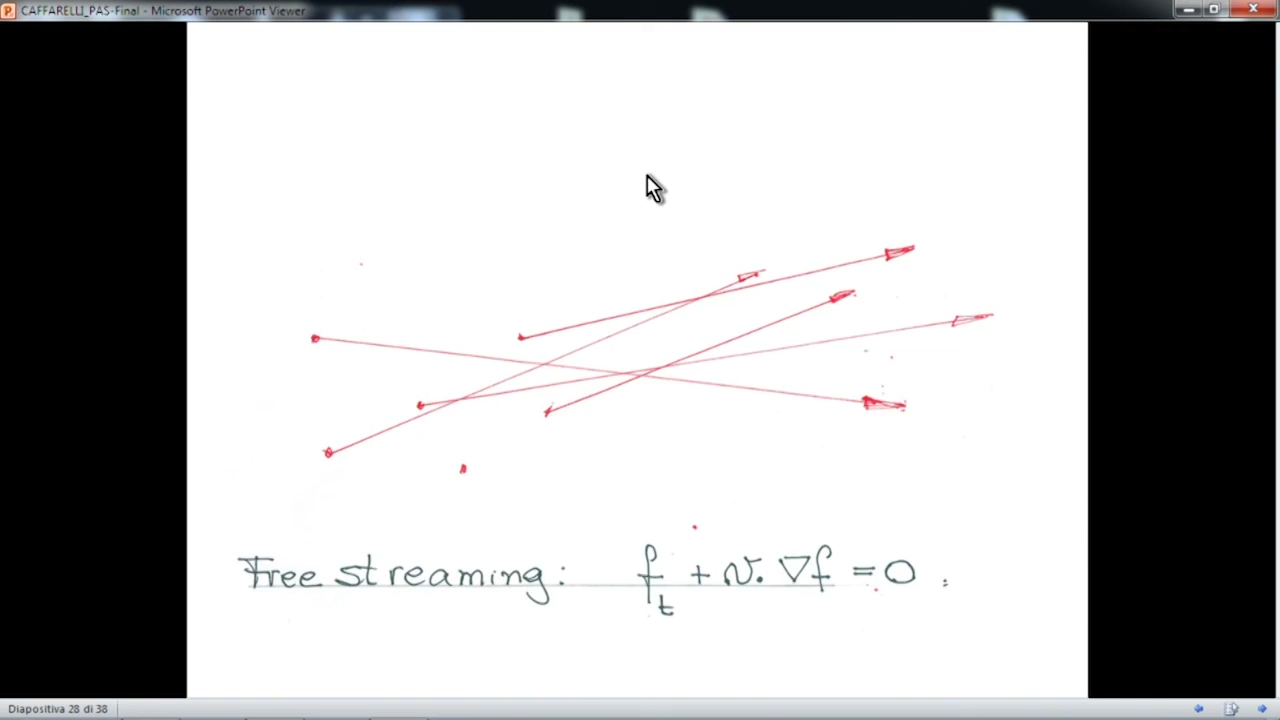 CAFFARELLI_PAS-Final - Microsoft PowerPoint Viewer
Free streaming: f_t + v. ∇f = 0 .
Diapositiva 28 di 38